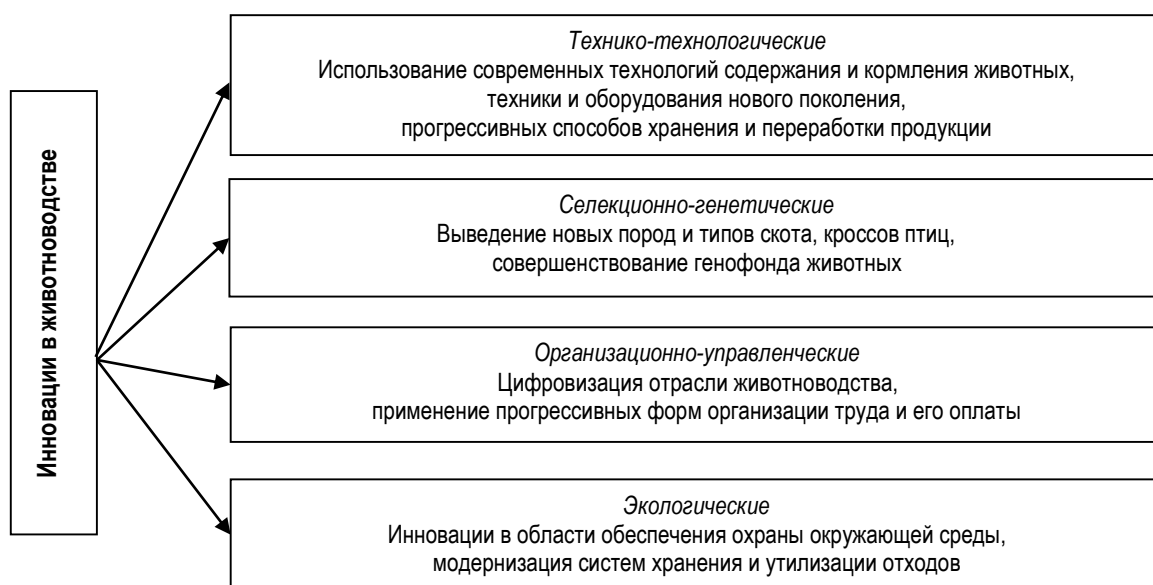 Инновации в животноводстве
Технико-технологические
Использование современных технологий содержания и кормления животных,
техники и оборудования нового поколения,
прогрессивных способов хранения и переработки продукции
Селекционно-генетические
Выведение новых пород и типов скота, кроссов птиц,
совершенствование генофонда животных
Организационно-управленческие
Цифровизация отрасли животноводства,
применение прогрессивных форм организации труда и его оплаты
Экологические
Инновации в области обеспечения охраны окружающей среды,
модернизация систем хранения и утилизации отходов